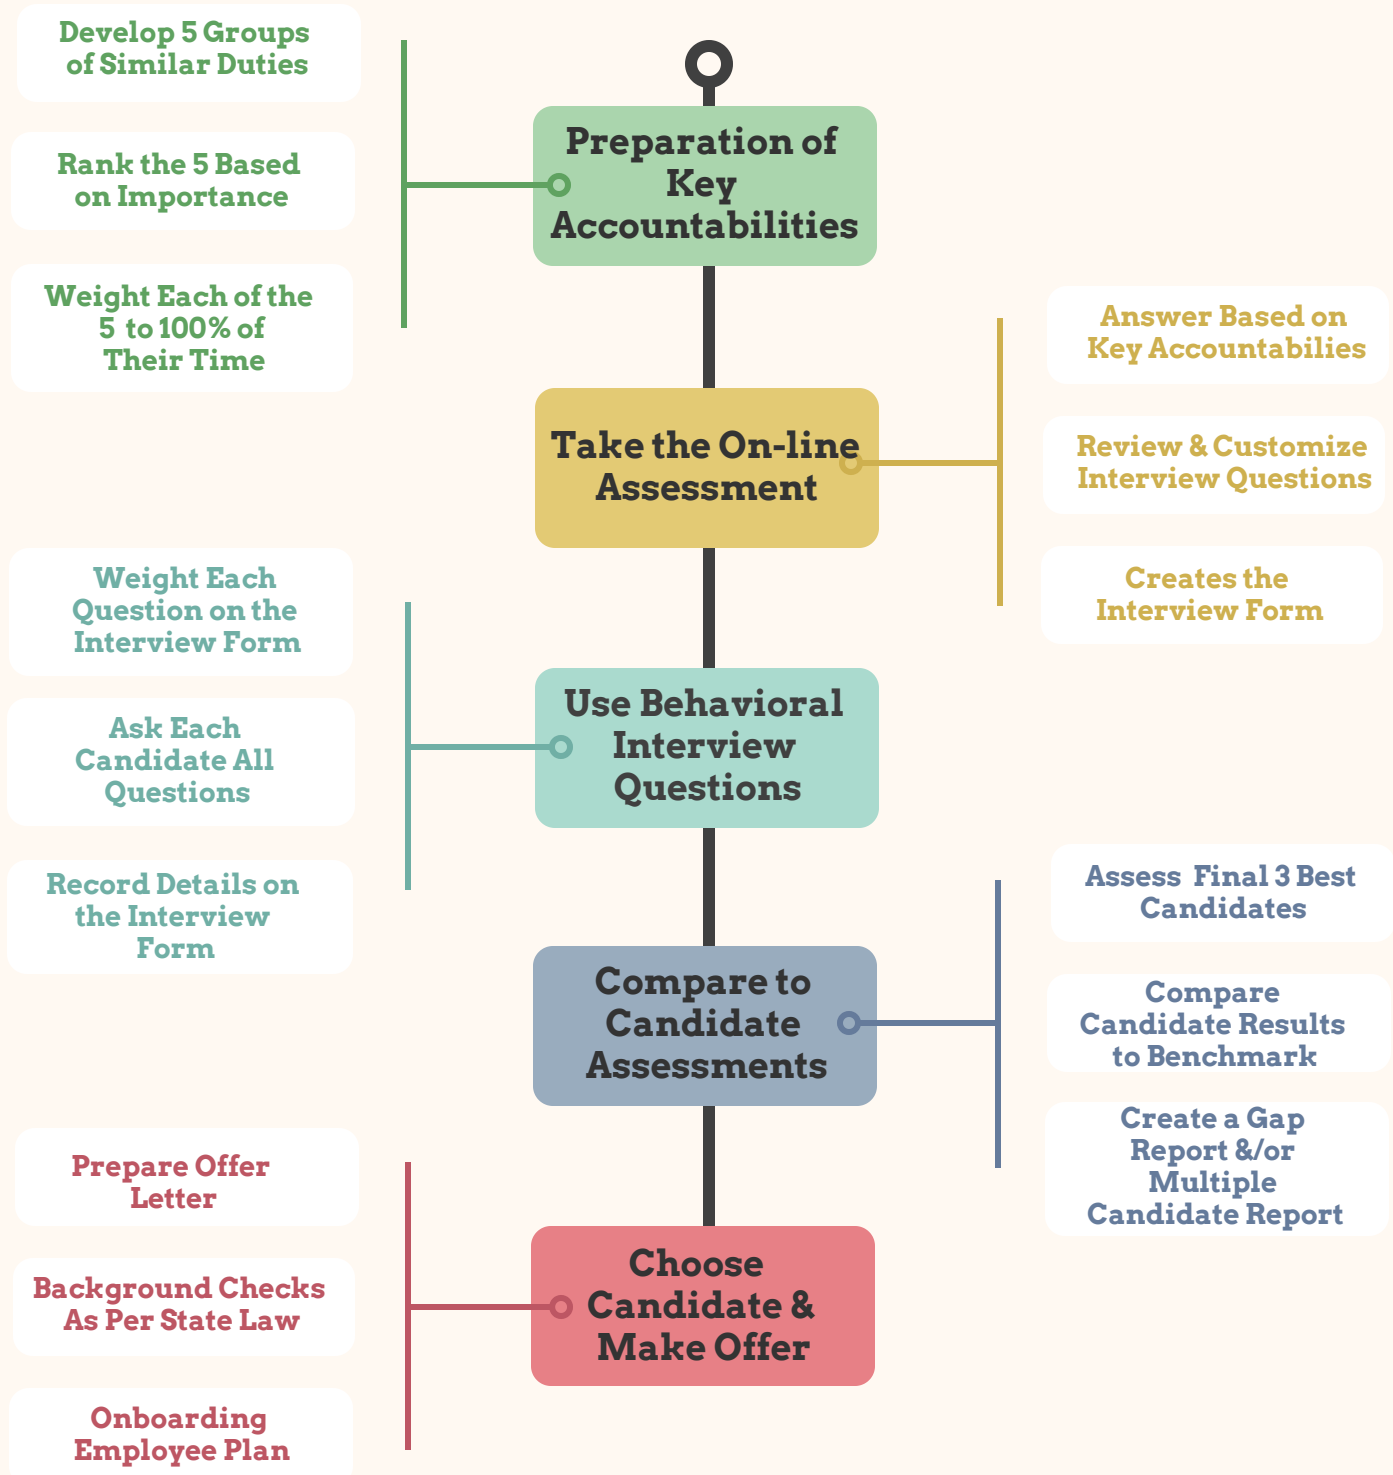 Develop 5 Groups
of Similar Duties
Rank the 5 Based
on Importance
Weight Each of the
5 to 100% of
Their Time
Preparation of
Key
Accountabilities
Take the On-line
Assessment
Answer Based on
Key Accountabilies
Review & Customize
Interview Questions
Creates the
Interview Form
Weight Each
Question on the
Interview Form
Ask Each
Candidate All
Questions
Record Details on
the Interview
Form
Use Behavioral
Interview
Questions
Compare to
Candidate
Assessments
Assess Final 3 Best
Candidates
Compare
Candidate Results
to Benchmark
Create a Gap
Report &/or
Multiple
Candidate Report
Prepare Offer
Letter
Background Checks
As Per State Law
Onboarding
Employee Plan
Choose
Candidate &
Make Offer